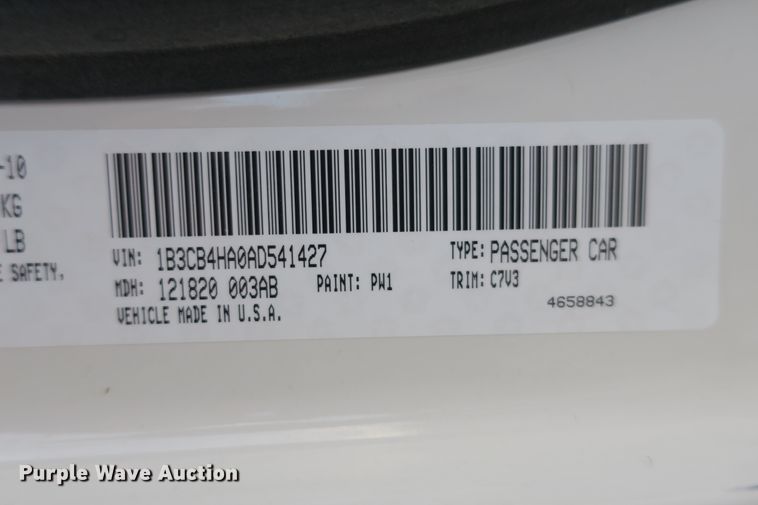 -10
KG
LB
SAFETY,
VIN: 1B3CB4HA0AD541427 TYPE: PASSENGER CAR
MDH: 121820 003AB PAINT: PW1 TRIM: C7V3
VEHICLE MADE IN U.S.A. 4658843
Purple Wave Auction